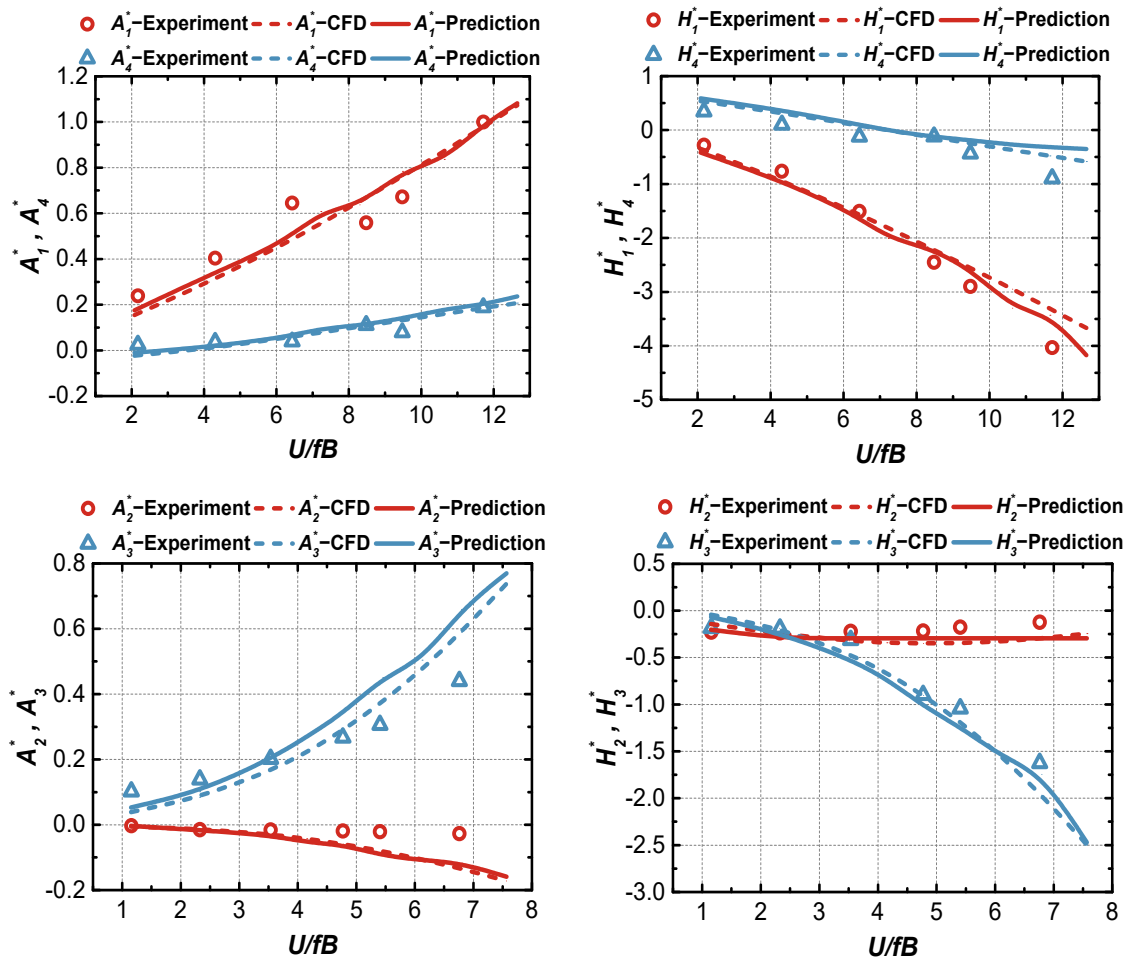 A₁*–Experiment A₁*–CFD A₁*–Prediction
A₄*–Experiment A₄*–CFD A₄*–Prediction
1.2
1.0
0.8
0.6
0.4
0.2
0.0
-0.2
A₁*, A₄*
2 4 6 8 10 12
U/fB
H₁*–Experiment H₁*–CFD H₁*–Prediction
H₄*–Experiment H₄*–CFD H₄*–Prediction
1
0
-1
-2
-3
-4
-5
H₁*, H₄*
2 4 6 8 10 12
U/fB
A₂*–Experiment A₂*–CFD A₂*–Prediction
A₃*–Experiment A₃*–CFD A₃*–Prediction
0.8
0.6
0.4
0.2
0.0
-0.2
A₂*, A₃*
1 2 3 4 5 6 7 8
U/fB
H₂*–Experiment H₂*–CFD H₂*–Prediction
H₃*–Experiment H₃*–CFD H₃*–Prediction
0.5
0.0
-0.5
-1.0
-1.5
-2.0
-2.5
-3.0
H₂*, H₃*
1 2 3 4 5 6 7 8
U/fB